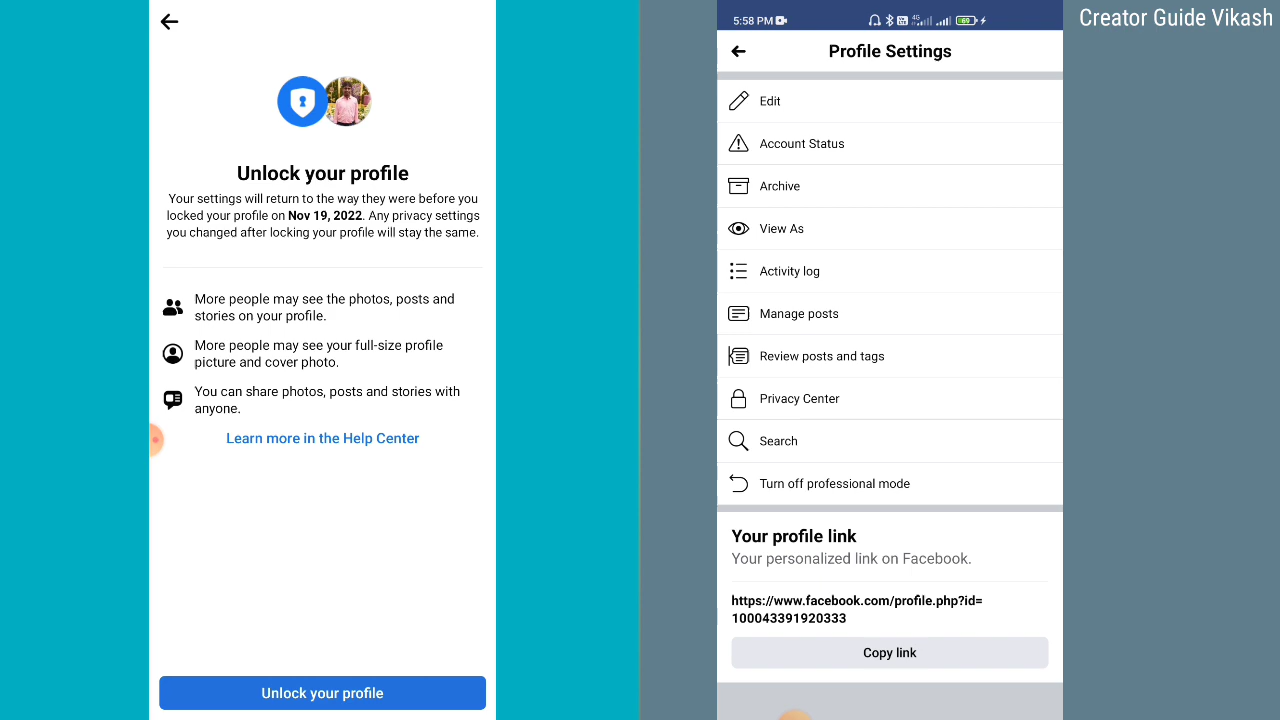 Unlock your profile
Your settings will return to the way they were before you
locked your profile on Nov 19, 2022. Any privacy settings
you changed after locking your profile will stay the same.
More people may see the photos, posts and
stories on your profile.
More people may see your full-size profile
picture and cover photo.
You can share photos, posts and stories with
anyone.
Learn more in the Help Center
Unlock your profile
5:58 PM
4G
69
Profile Settings
Edit
Account Status
Archive
View As
Activity log
Manage posts
Review posts and tags
Privacy Center
Search
Turn off professional mode
Your profile link
Your personalized link on Facebook.
https://www.facebook.com/profile.php?id=
100043391920333
Copy link
Creator Guide Vikash